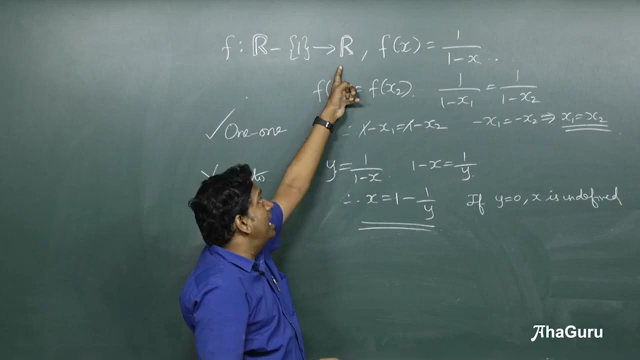 f : ℝ - {1} → ℝ , f(x) = 1/(1-x) ..
f( = f(x₂). 1/(1-x₁) = 1/(1-x₂)
✓ One-one ∴ 1-x₁ = 1-x₂ -x₁ = -x₂ ⇒ x₁ = x₂
y = 1/(1-x) 1-x = 1/y
∴ x = 1 - 1/y If y=0, x is undefined
AhaGuru